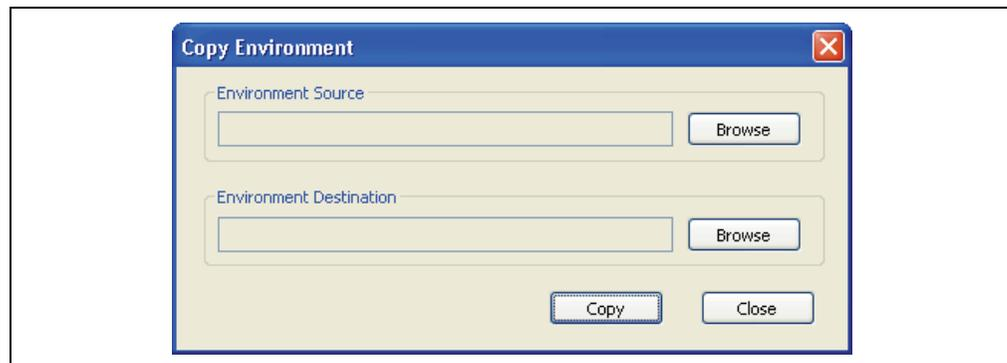 Copy Environment
Environment Source
Browse
Environment Destination
Browse
Copy
Close